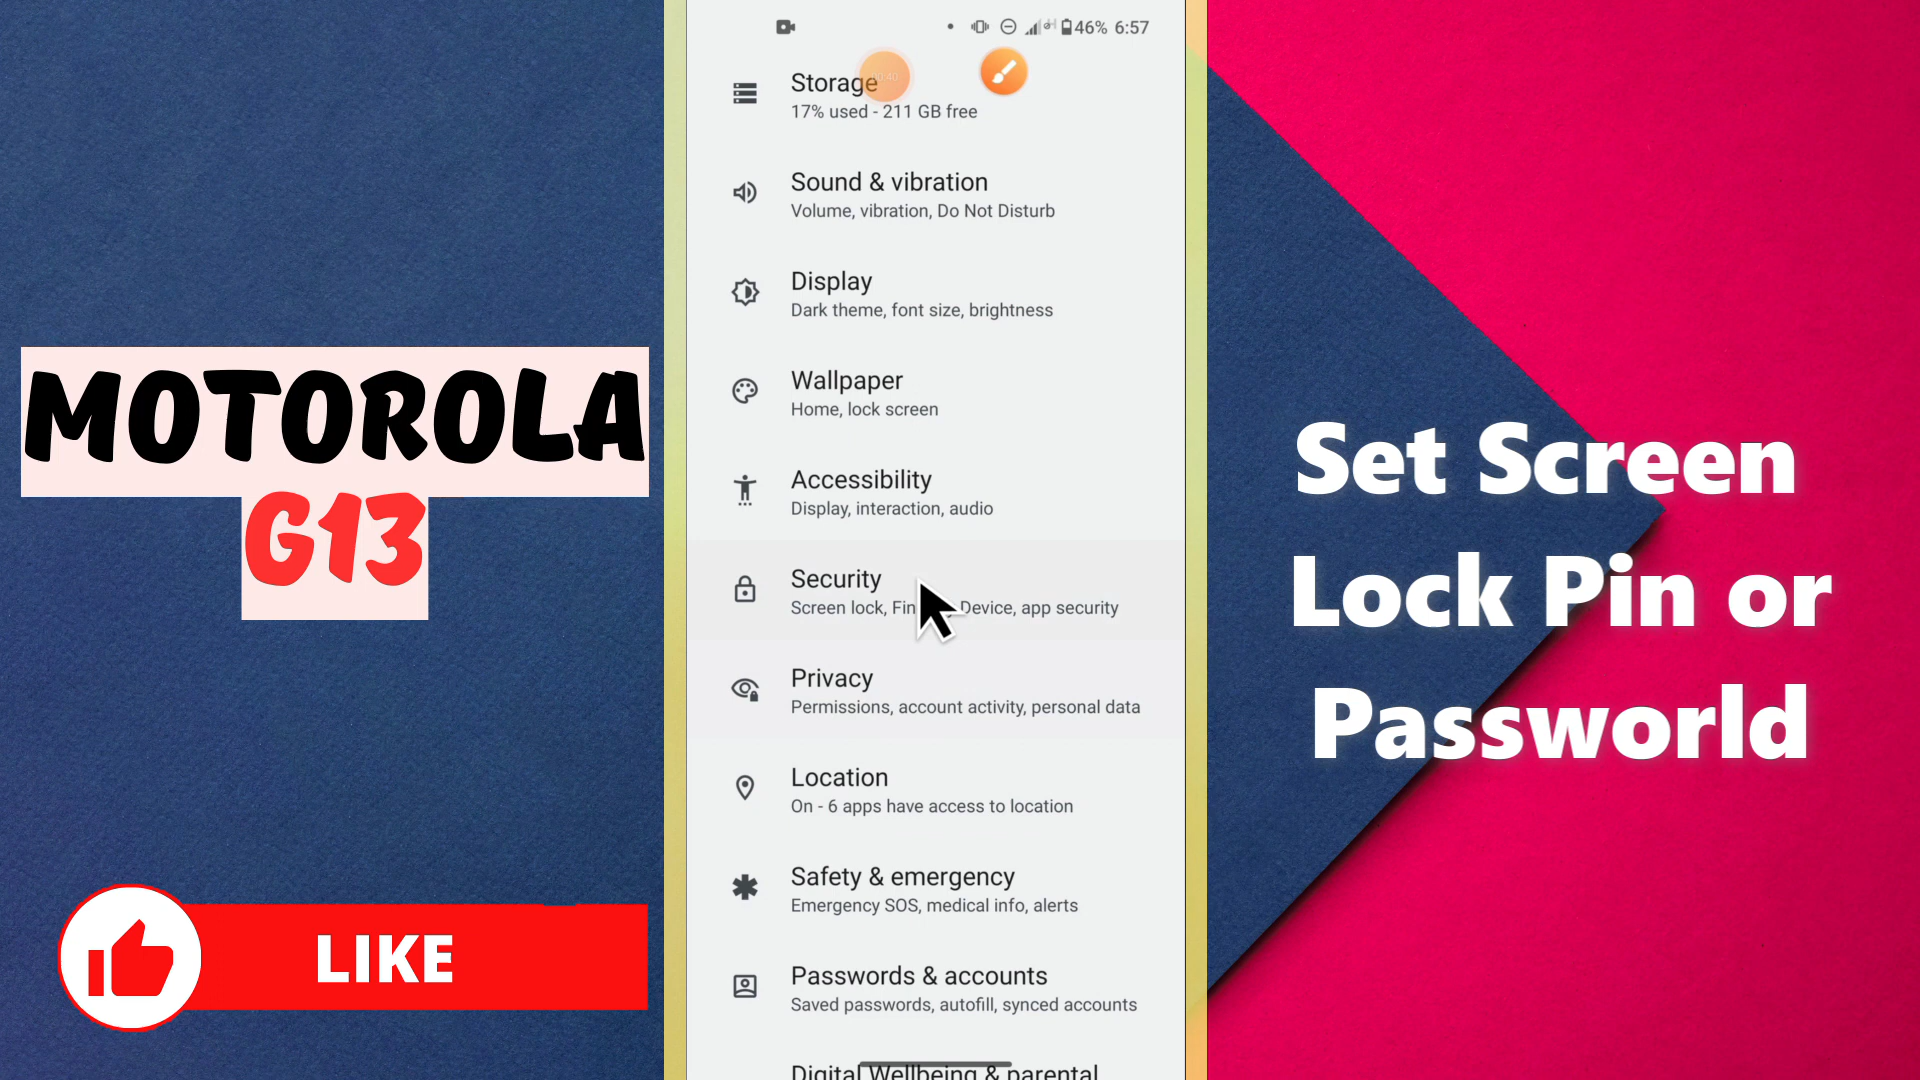 MOTOROLA
G13
LIKE
46% 6:57
00:40
Storage
17% used - 211 GB free
Sound & vibration
Volume, vibration, Do Not Disturb
Display
Dark theme, font size, brightness
Wallpaper
Home, lock screen
Accessibility
Display, interaction, audio
Security
Screen lock, Fin Device, app security
Privacy
Permissions, account activity, personal data
Location
On - 6 apps have access to location
Safety & emergency
Emergency SOS, medical info, alerts
Passwords & accounts
Saved passwords, autofill, synced accounts
Digital Wellbeing & parental
Set Screen
Lock Pin or
Passworld